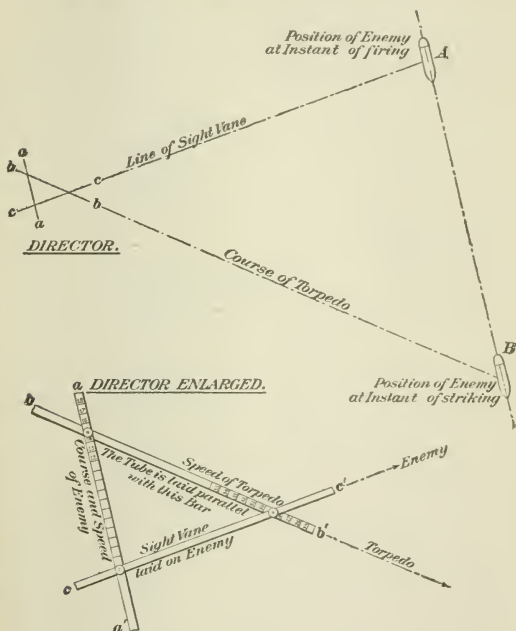 Position of Enemy
at Instant of firing
A
Line of Sight Vane
a
b
c
c
b
a
DIRECTOR.
Course of Torpedo
B
Position of Enemy
at Instant of striking
DIRECTOR ENLARGED.
a
b
Speed of Torpedo
The Tube is laid parallel
with this Bar
Course and Speed
of Enemy
c'
Enemy
Sight Vane
laid on Enemy
b'
Torpedo
c
a'